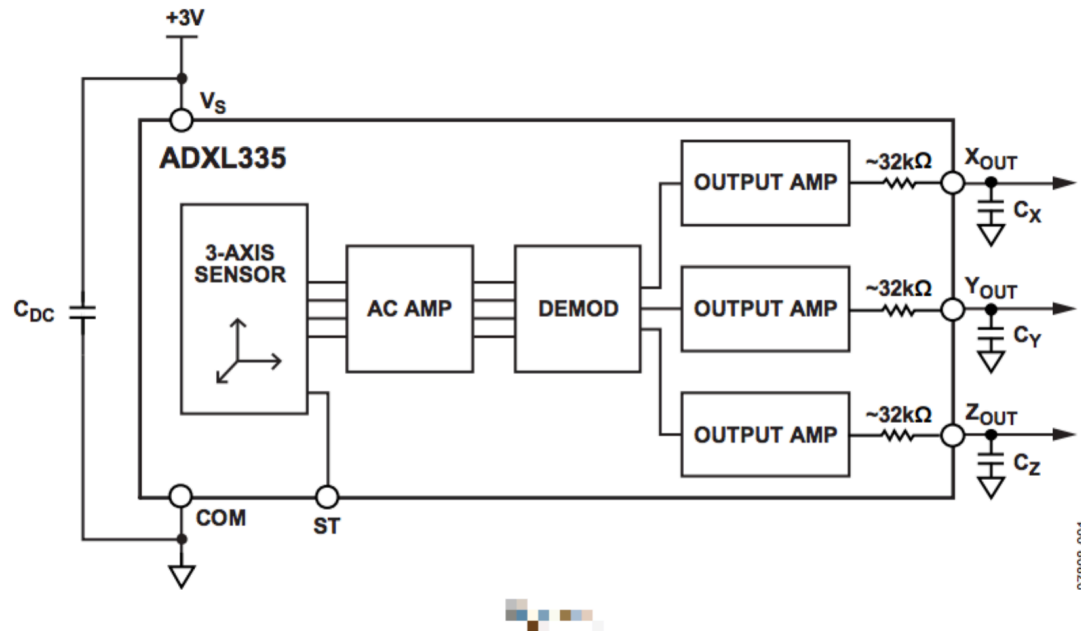 +3V
VS
ADXL335
3-AXIS
SENSOR
AC AMP
DEMOD
OUTPUT AMP
~32kΩ
XOUT
CX
OUTPUT AMP
~32kΩ
YOUT
CY
OUTPUT AMP
~32kΩ
ZOUT
CZ
CDC
COM
ST